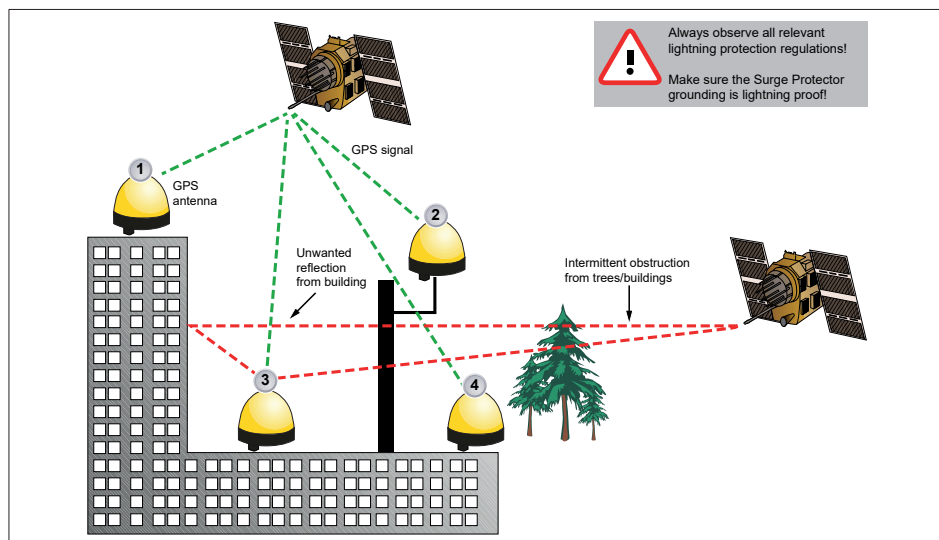 Always observe all relevant
lightning protection regulations!
Make sure the Surge Protector
grounding is lightning proof!
GPS signal
1
GPS
antenna
2
Unwanted
reflection
from building
Intermittent obstruction
from trees/buildings
3
4